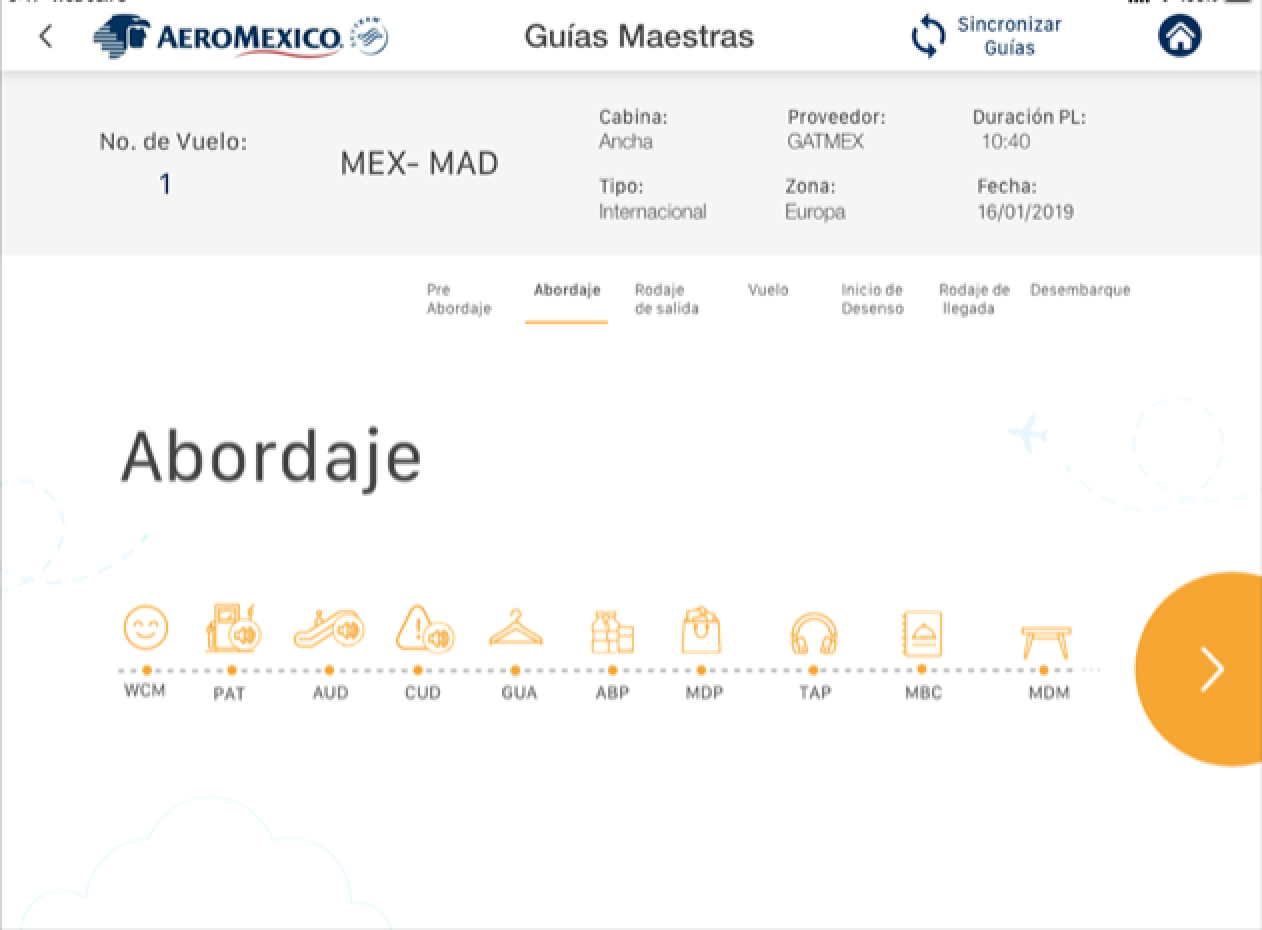 AEROMEXICO.
Guías Maestras
Sincronizar
Guías
No. de Vuelo:
1
MEX- MAD
Cabina:
Ancha
Proveedor:
GATMEX
Duración PL:
10:40
Tipo:
Internacional
Zona:
Europa
Fecha:
16/01/2019
Pre
Abordaje
Abordaje
Rodaje
de salida
Vuelo
Inicio de
Desenso
Rodaje de
llegada
Desembarque
Abordaje
WCM
PAT
AUD
CUD
GUA
ABP
MDP
TAP
MBC
MDM